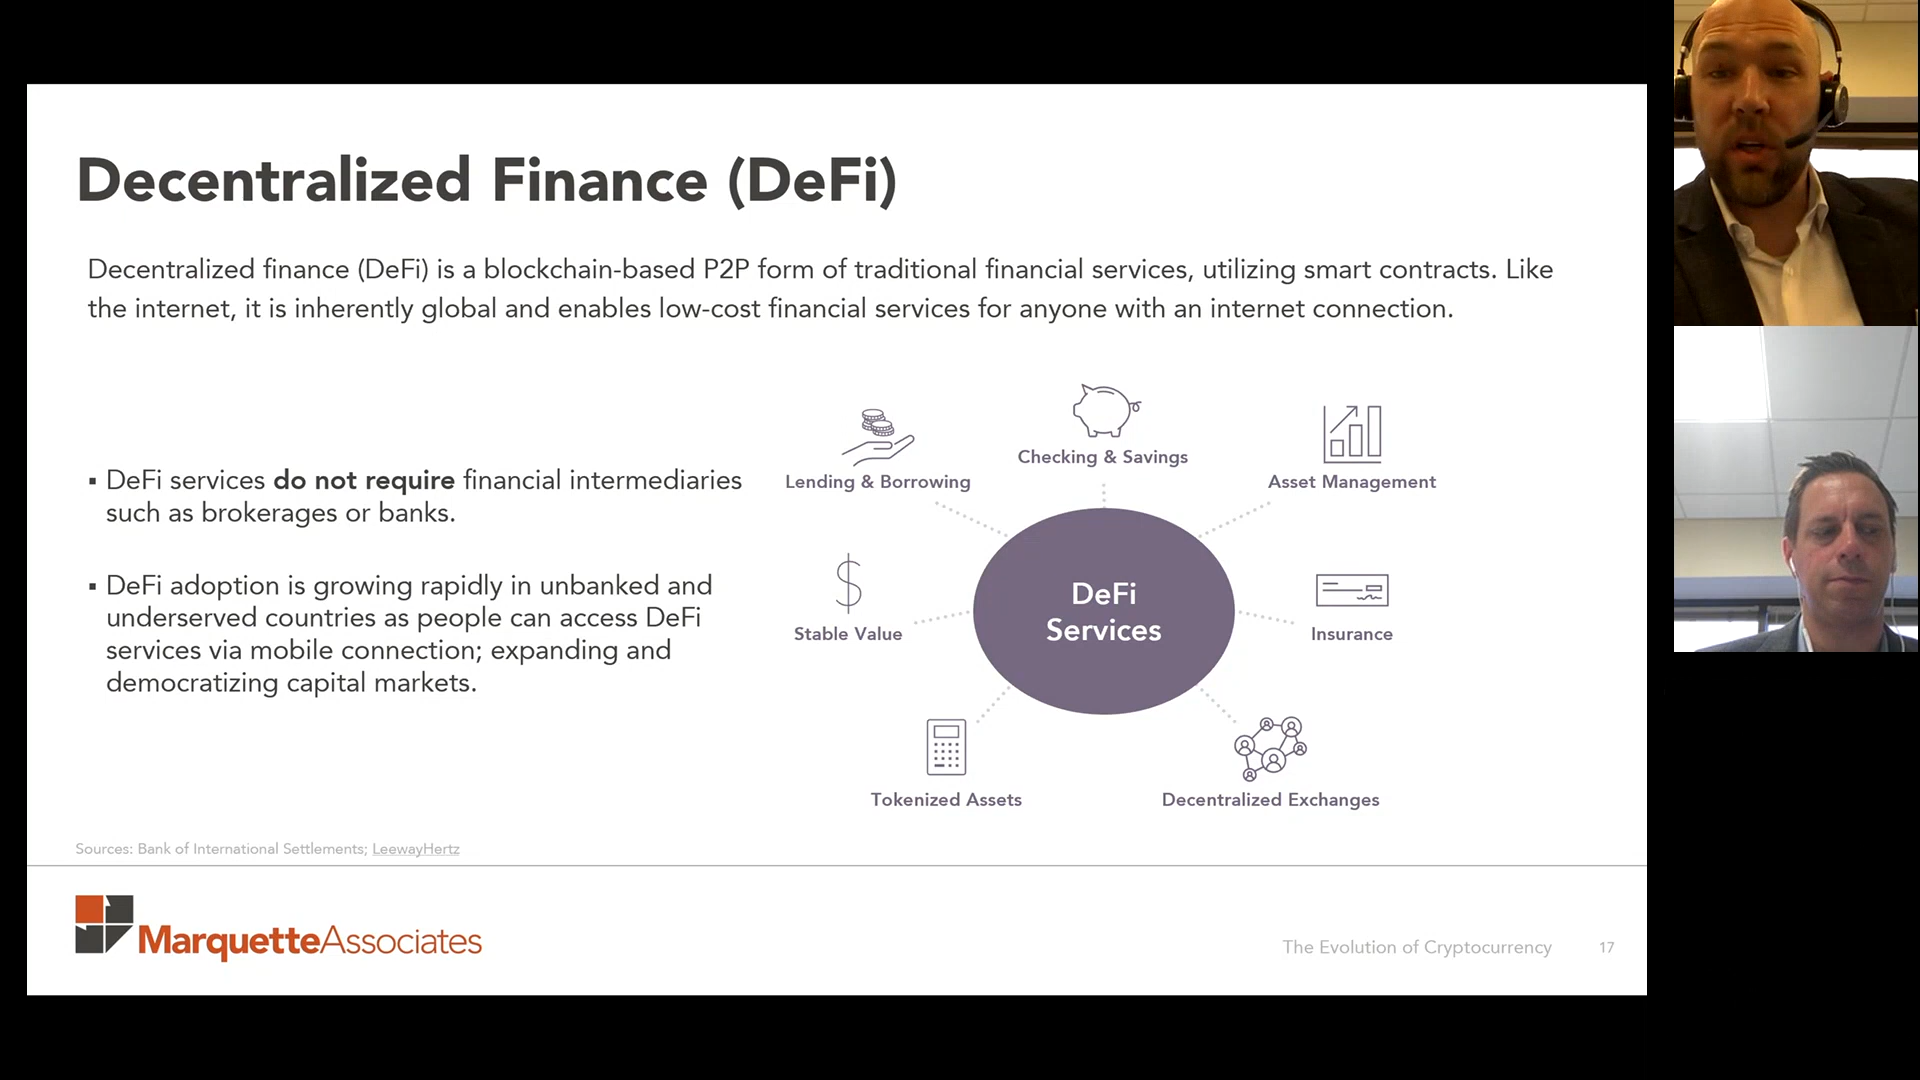 Decentralized Finance (DeFi)
Decentralized finance (DeFi) is a blockchain-based P2P form of traditional financial services, utilizing smart contracts. Like
the internet, it is inherently global and enables low-cost financial services for anyone with an internet connection.
▪ DeFi services do not require financial intermediaries
such as brokerages or banks.
▪ DeFi adoption is growing rapidly in unbanked and
underserved countries as people can access DeFi
services via mobile connection; expanding and
democratizing capital markets.
Checking & Savings
Lending & Borrowing
Asset Management
DeFi
Services
Stable Value
Insurance
Tokenized Assets
Decentralized Exchanges
Sources: Bank of International Settlements; LeewayHertz
MarquetteAssociates
The Evolution of Cryptocurrency 17